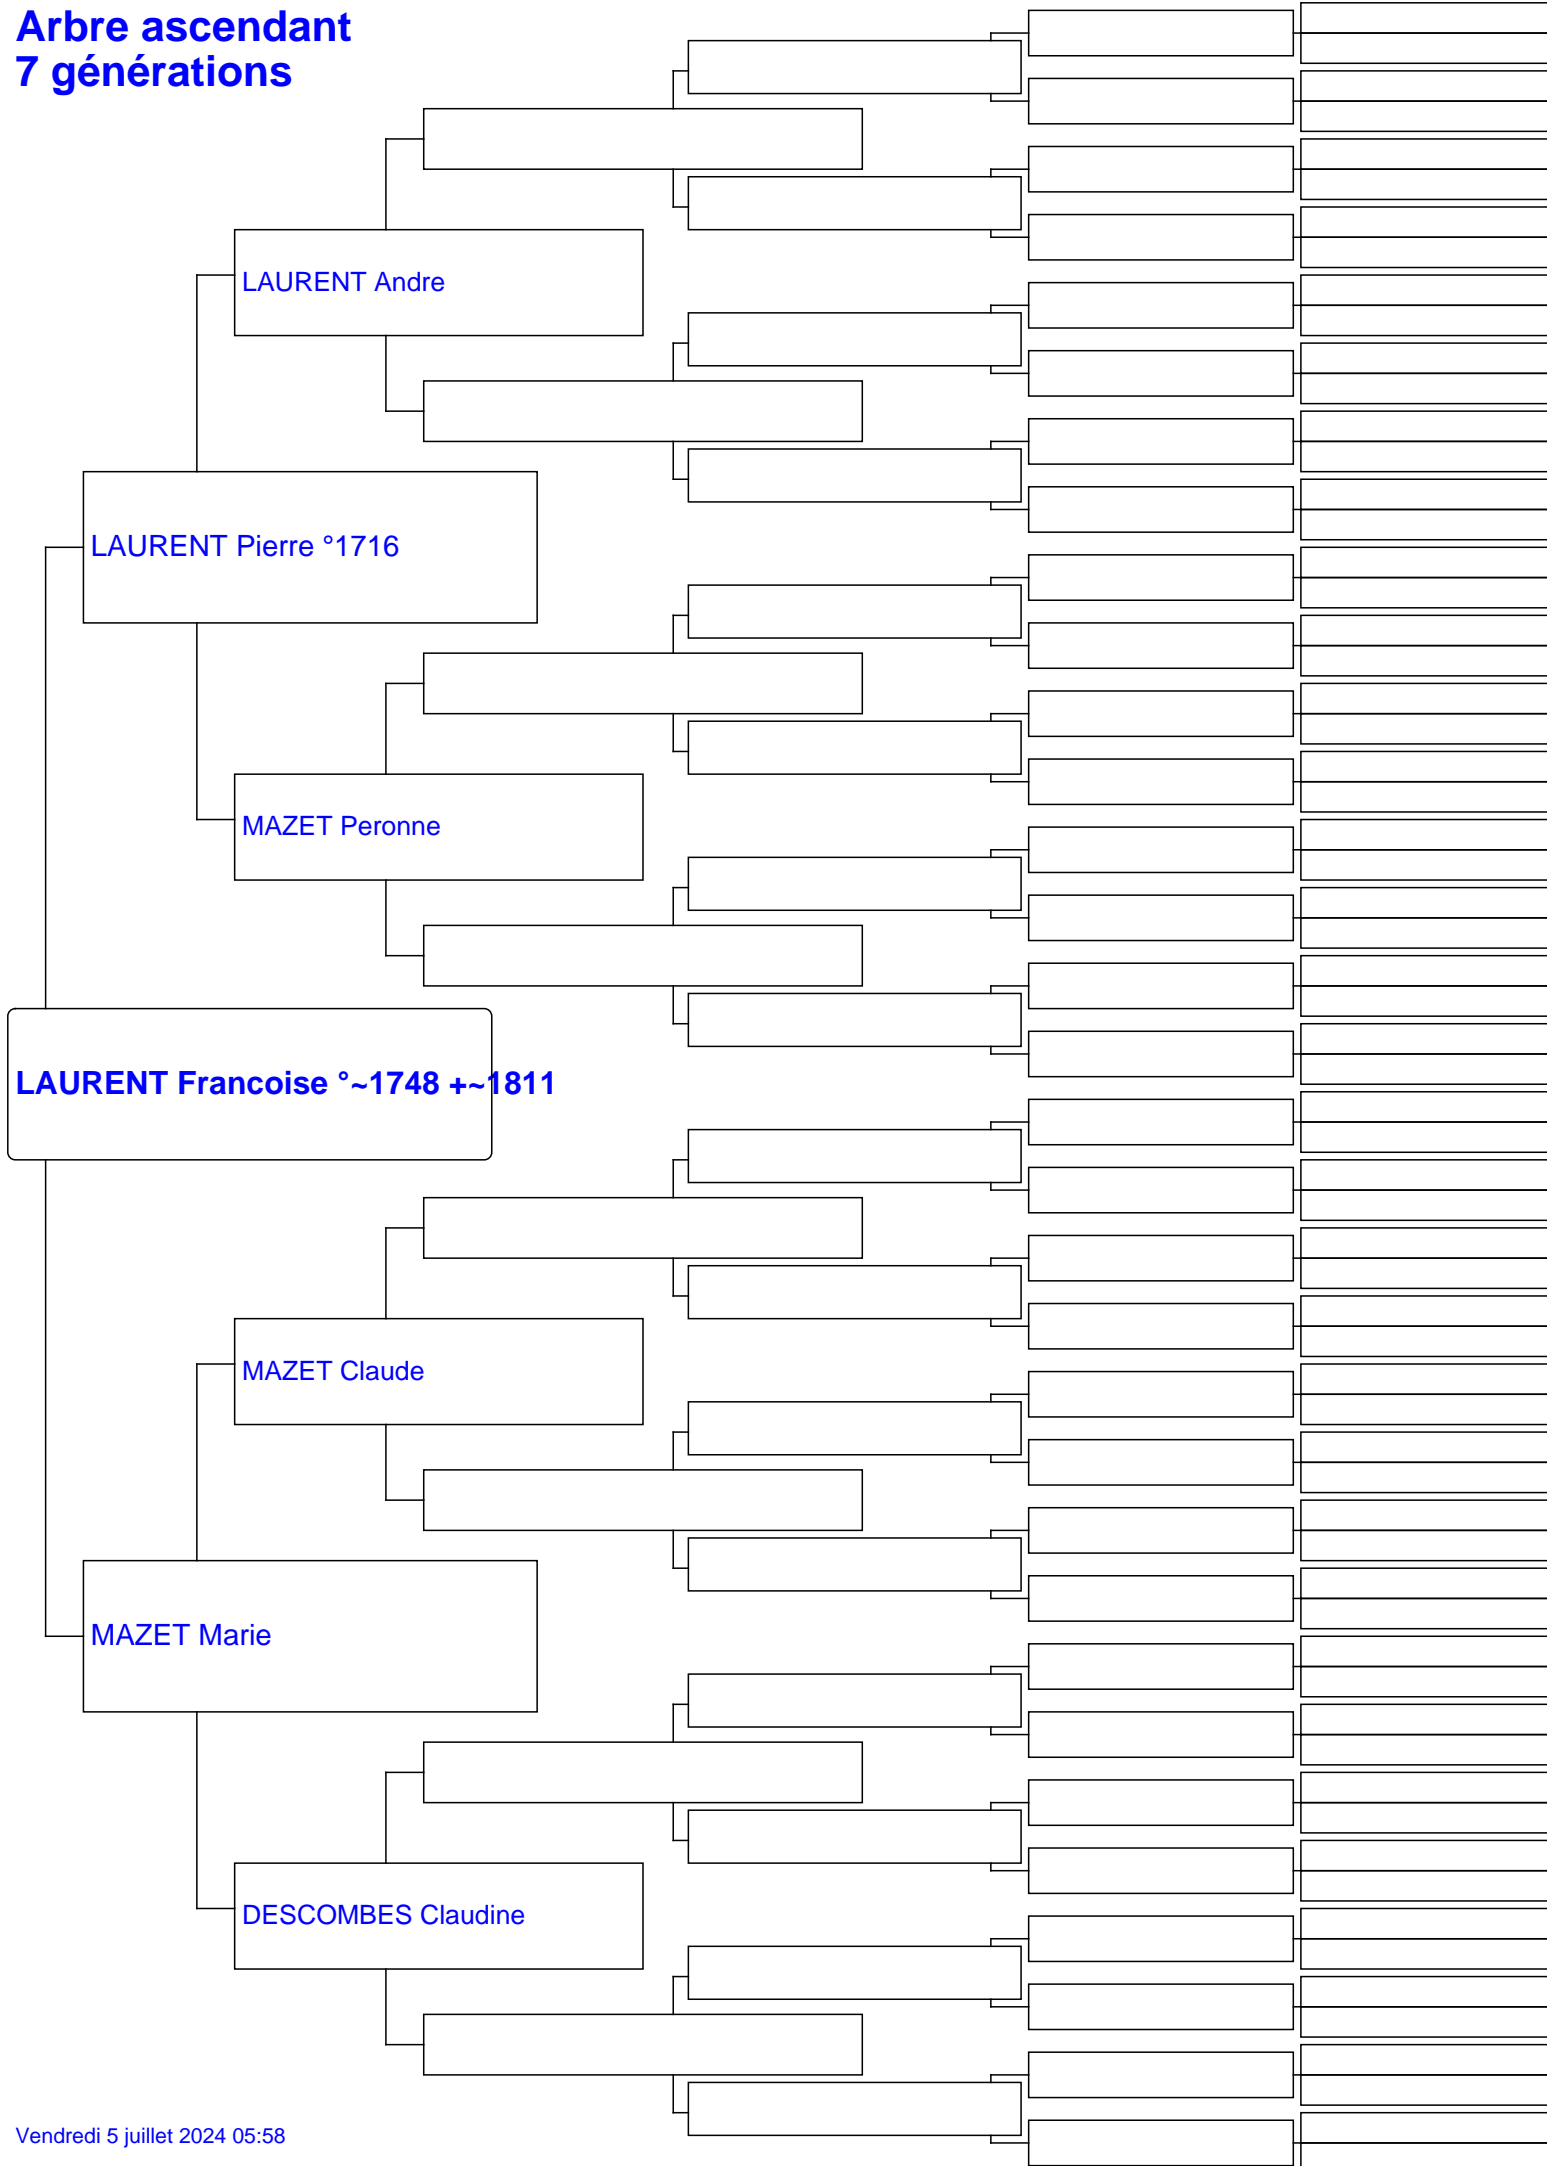 Arbre ascendant
7 générations
LAURENT Andre
LAURENT Pierre °1716
MAZET Peronne
LAURENT Francoise °~1748 +~1811
MAZET Claude
MAZET Marie
DESCOMBES Claudine
Vendredi 5 juillet 2024 05:58